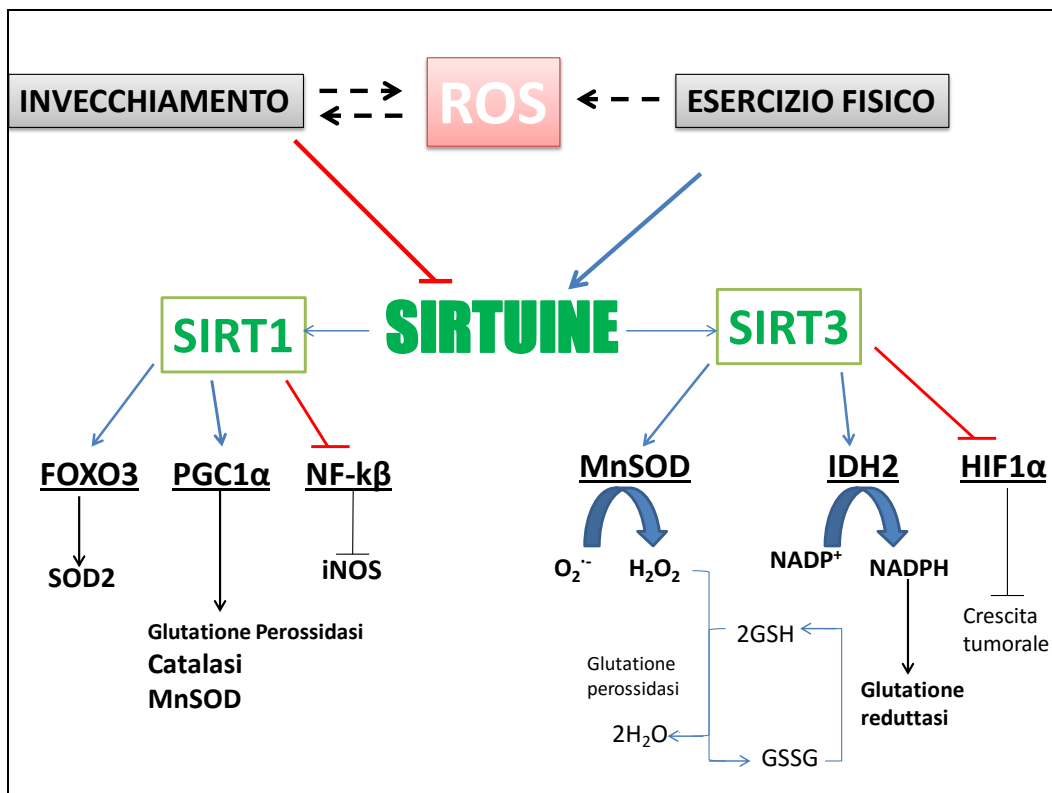 INVECCHIAMENTO
ROS
ESERCIZIO FISICO
SIRT1
SIRTUINE
SIRT3
FOXO3
PGC1α
NF-kβ
MnSOD
IDH2
HIF1α
SOD2
iNOS
O₂˙⁻
H₂O₂
NADP⁺
NADPH
Glutatione Perossidasi
Catalasi
MnSOD
Glutatione
perossidasi
2GSH
Crescita
tumorale
2H₂O
GSSG
Glutatione
reduttasi